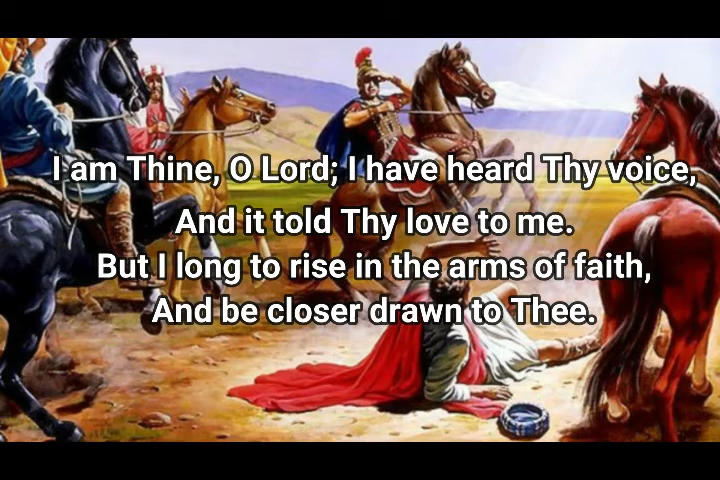 I am Thine, O Lord; I have heard Thy voice,
And it told Thy love to me.
But I long to rise in the arms of faith,
And be closer drawn to Thee.